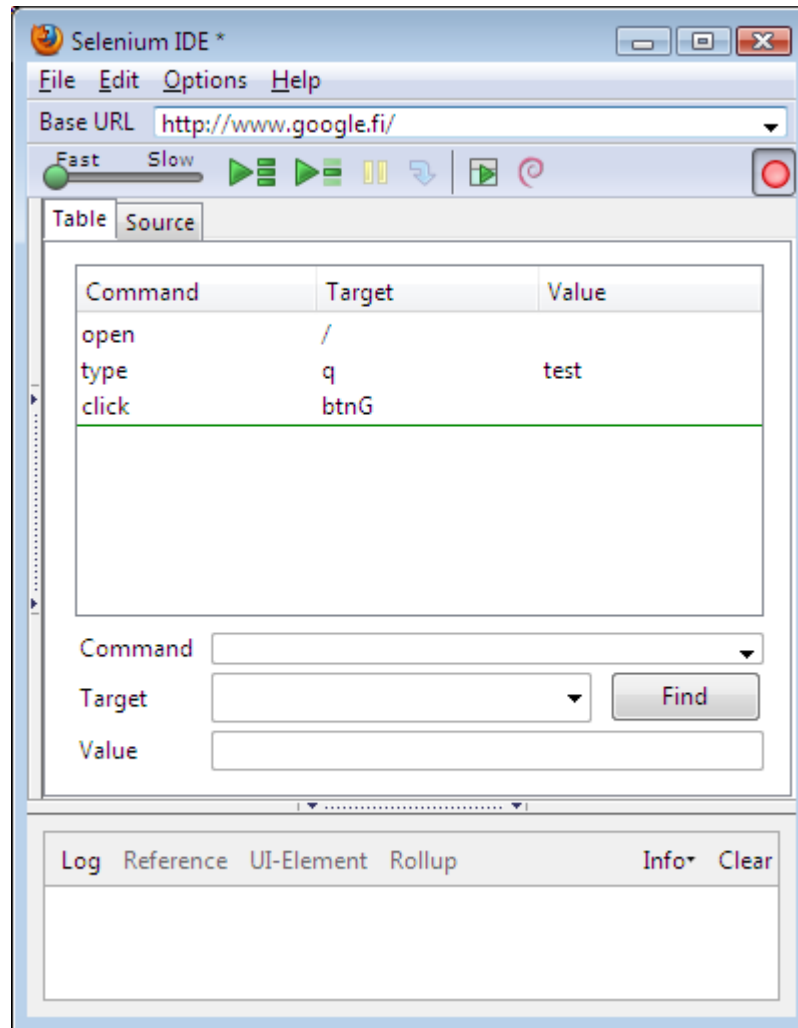 Selenium IDE *
File Edit Options Help
Base URL http://www.google.fi/
Fast Slow
Table Source
Command Target Value
open /
type q test
click btnG
Command
Target Find
Value
Log Reference UI-Element Rollup Info Clear